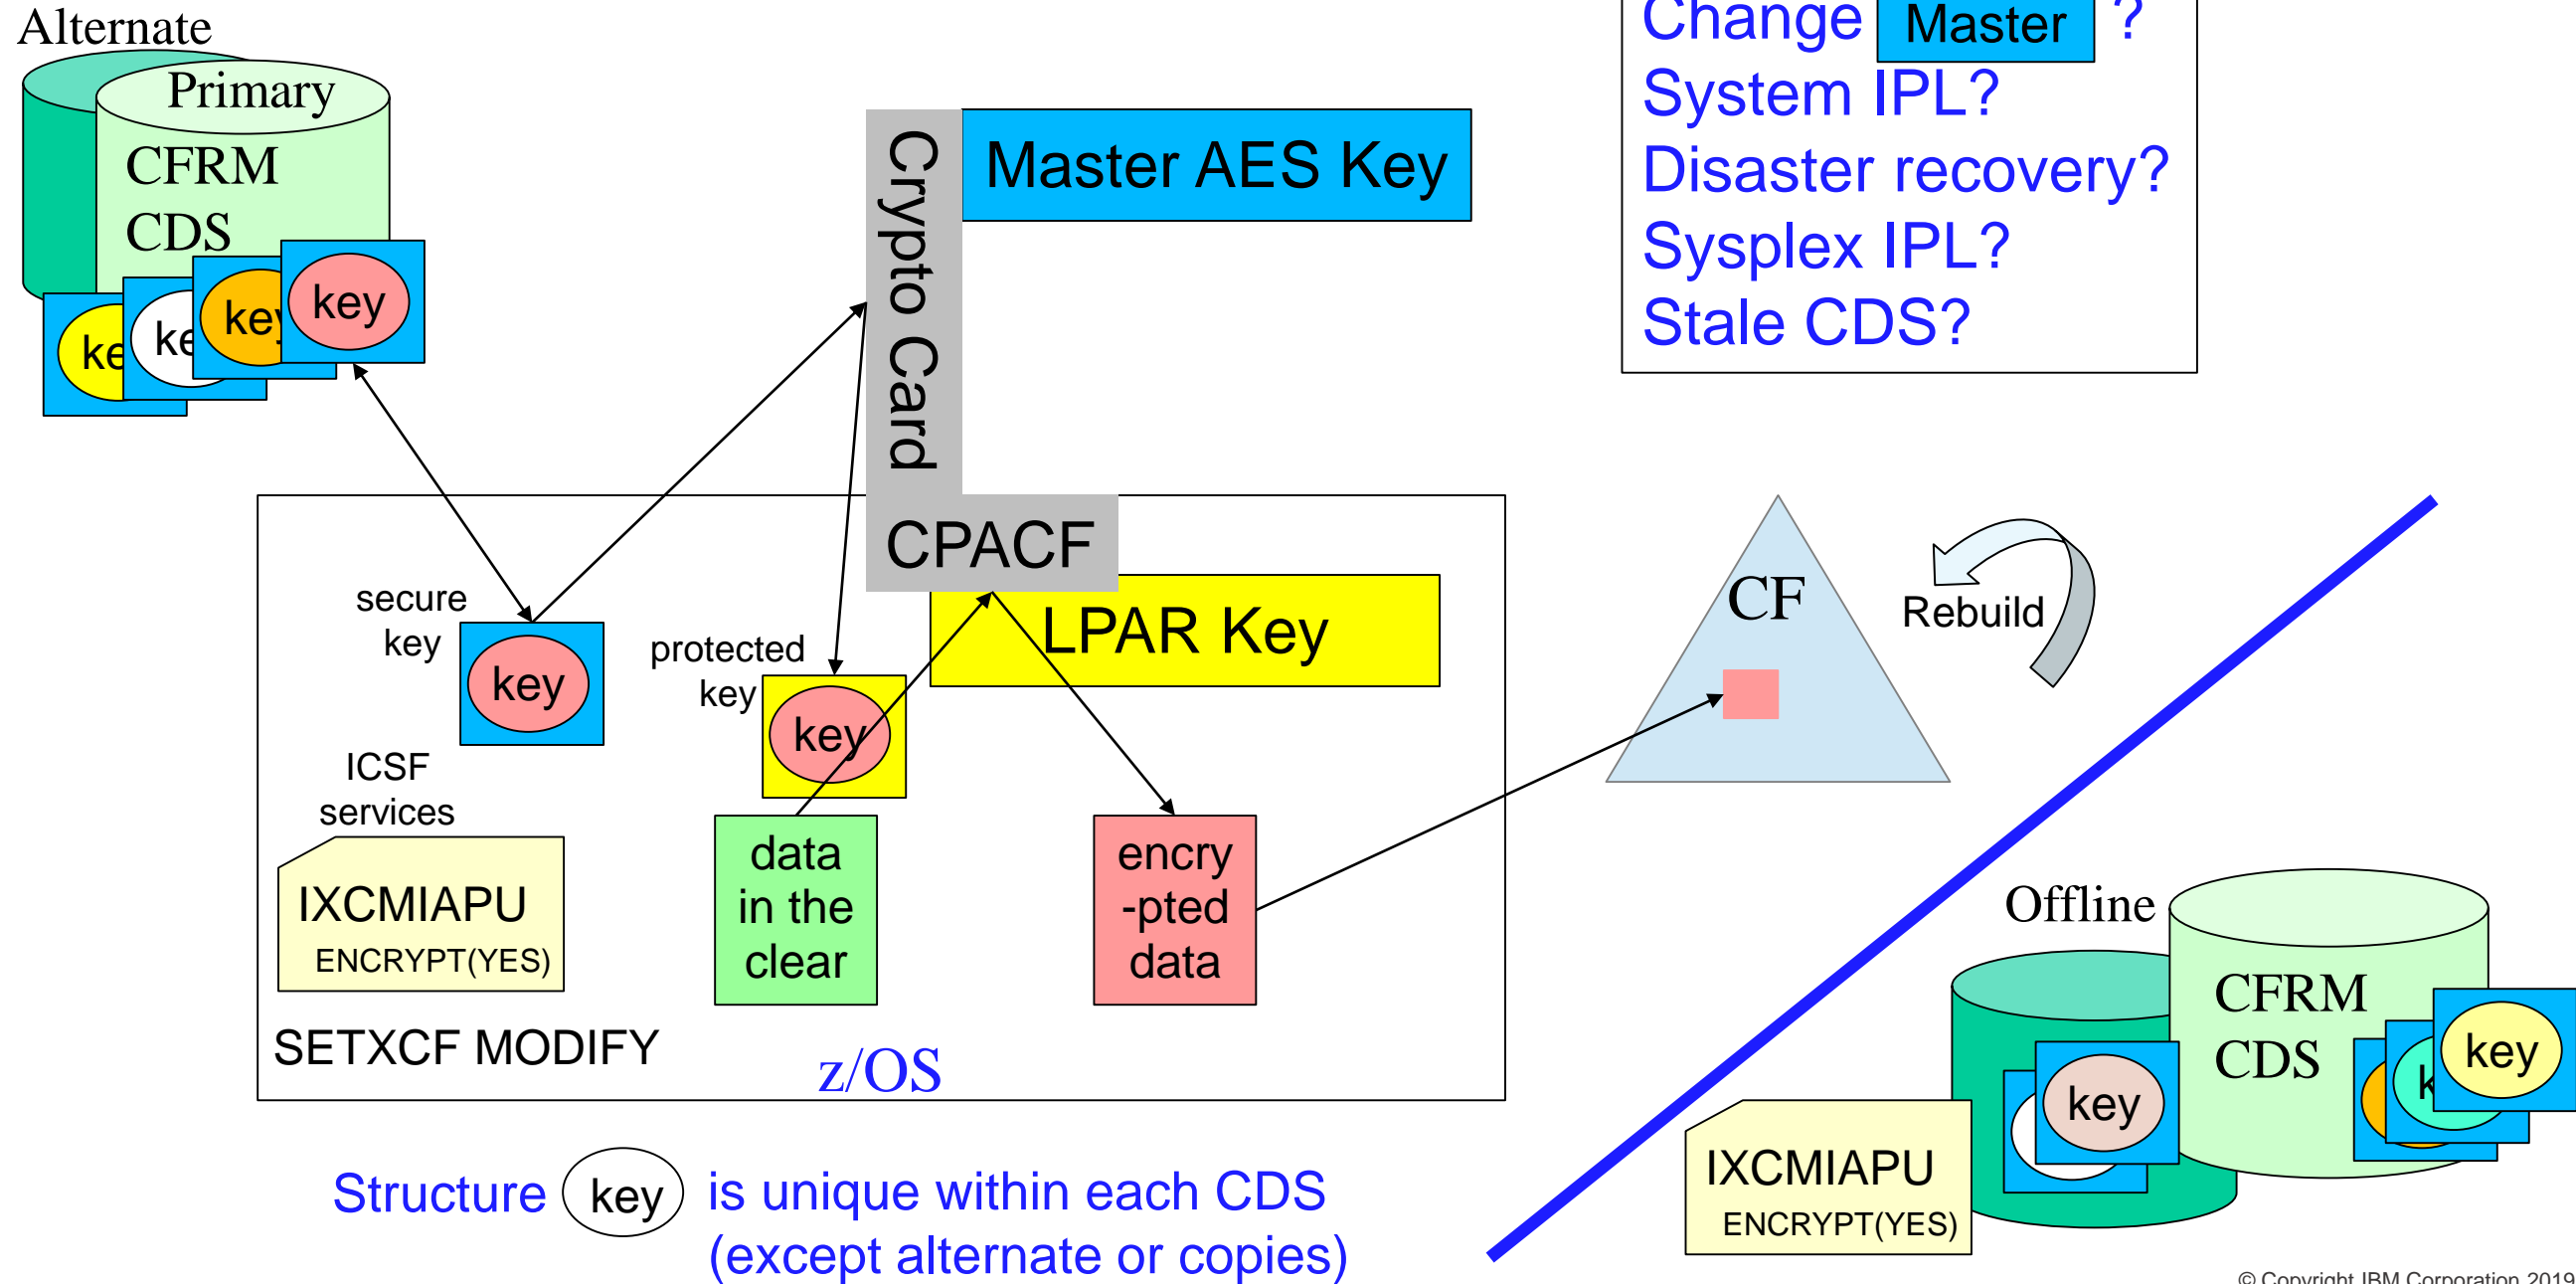 Alternate
Primary
CFRM
CDS
key
key
Change Master ?
System IPL?
Disaster recovery?
Sysplex IPL?
Stale CDS?
Crypto Card
Master AES Key
CPACF
LPAR Key
secure
key
key
protected
key
key
ICSF
services
IXCMIAPU
ENCRYPT(YES)
data
in the
clear
encry
-pted
data
SETXCF MODIFY
z/OS
CF
Rebuild
Offline
CFRM
CDS
key
key
IXCMIAPU
ENCRYPT(YES)
Structure key is unique within each CDS
(except alternate or copies)
© Copyright IBM Corporation 2019